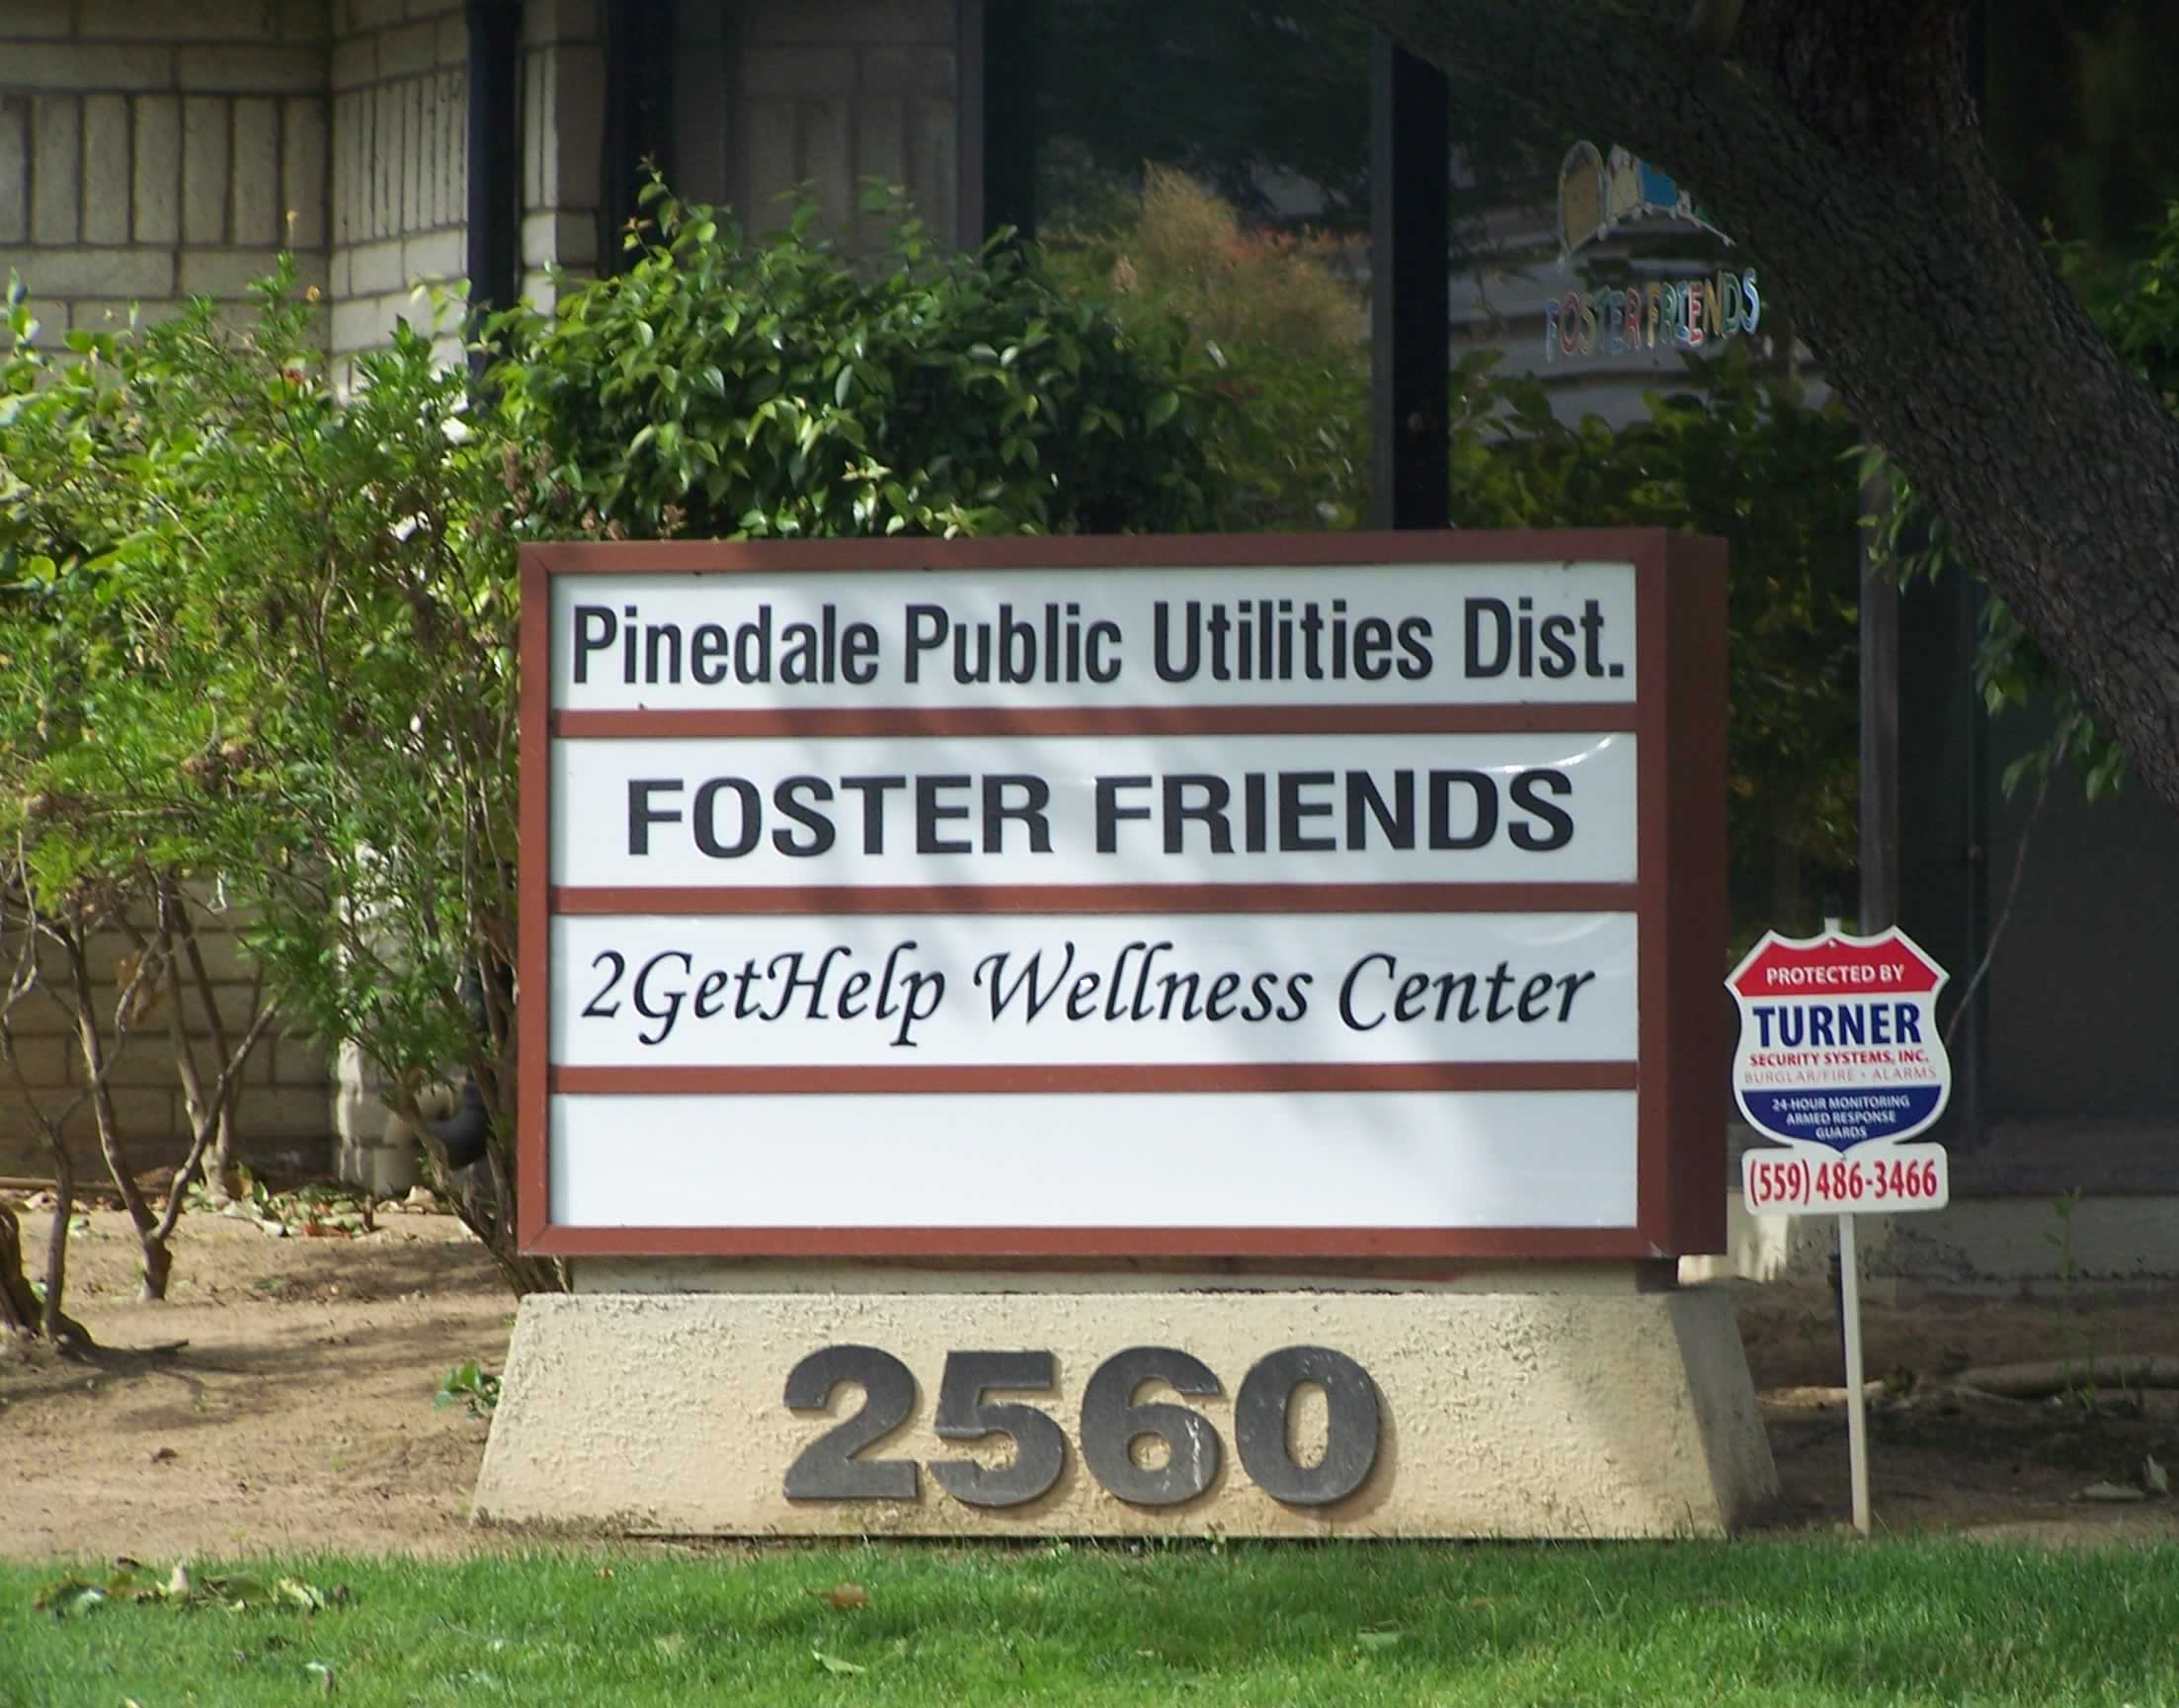 FOSTER FRIENDS
Pinedale Public Utilities Dist.
FOSTER FRIENDS
2GetHelp Wellness Center
PROTECTED BY
TURNER
SECURITY SYSTEMS, INC.
BURGLAR/FIRE • ALARMS
24-HOUR MONITORING
ARMED RESPONSE
GUARDS
(559) 486-3466
2560